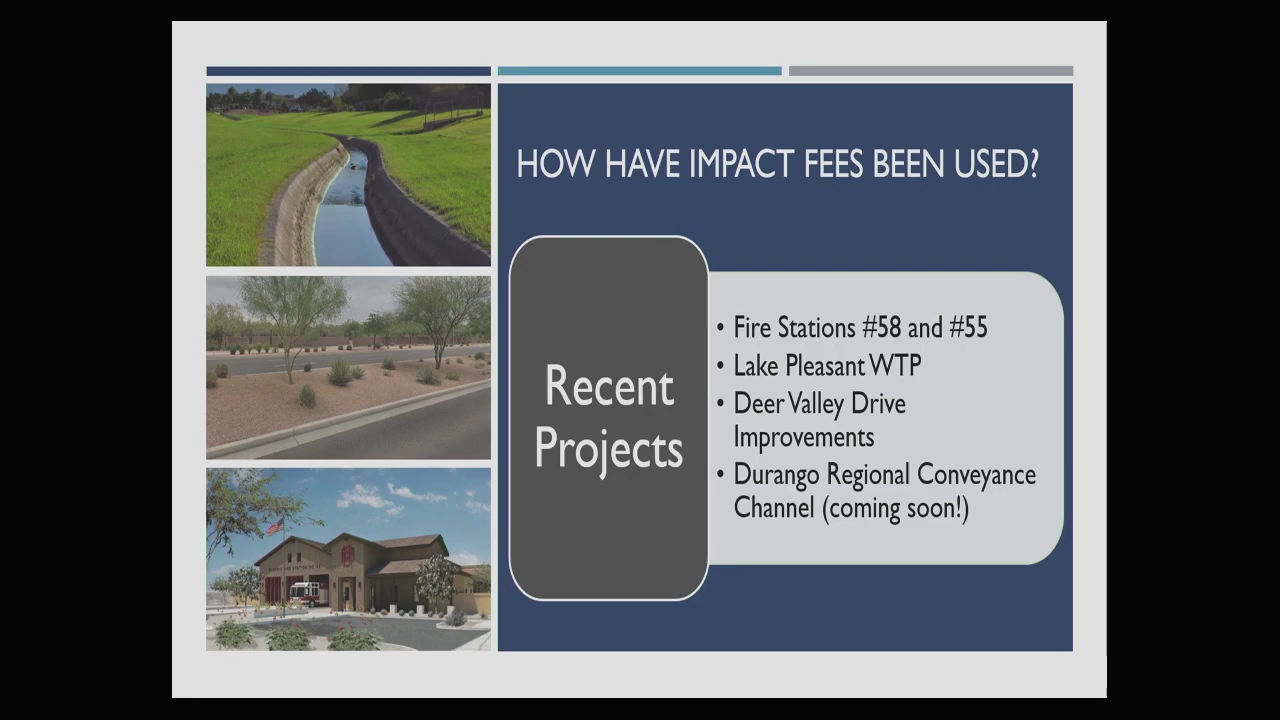 HOW HAVE IMPACT FEES BEEN USED?
Recent
Projects
• Fire Stations #58 and #55
• Lake Pleasant WTP
• Deer Valley Drive
Improvements
• Durango Regional Conveyance
Channel (coming soon!)